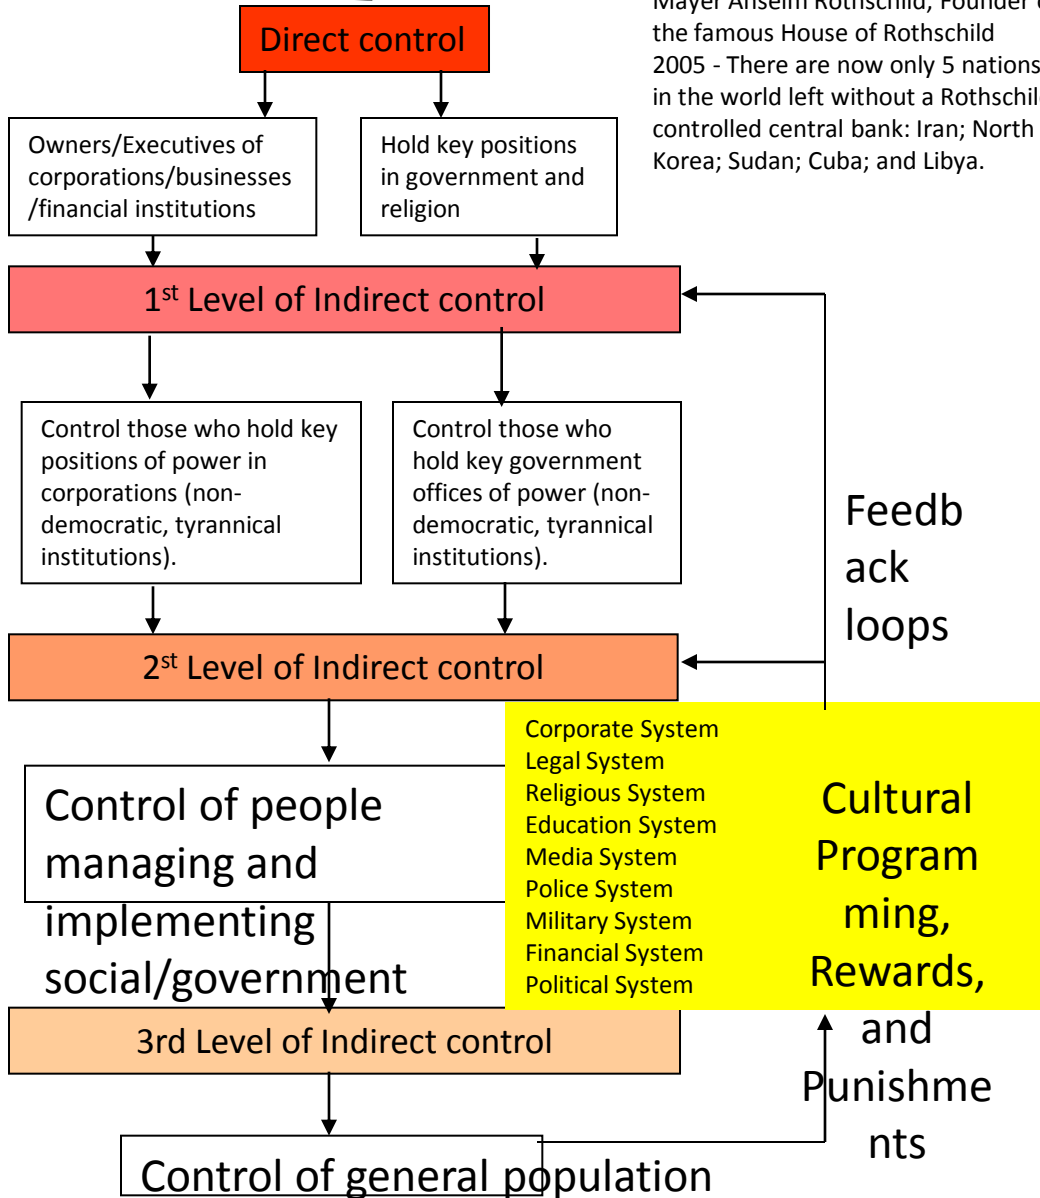 Mayer Anselm Rothschild, Founder
the famous House of Rothschild
2005 - There are now only 5 nations
in the world left without a Rothschil
controlled central bank: Iran; North
Korea; Sudan; Cuba; and Libya.
Direct control
Owners/Executives of
corporations/businesses
/financial institutions
Hold key positions
in government and
religion
1st Level of Indirect control
Control those who hold key
positions of power in
corporations (non-
democratic, tyrannical
institutions).
Control those who
hold key government
offices of power (non-
democratic, tyrannical
institutions).
Feedb
ack
loops
2st Level of Indirect control
Control of people
managing and
implementing
social/government
Corporate System
Legal System
Religious System
Education System
Media System
Police System
Military System
Financial System
Political System
Cultural
Program
ming,
Rewards,
and
Punishme
nts
3rd Level of Indirect control
Control of general population